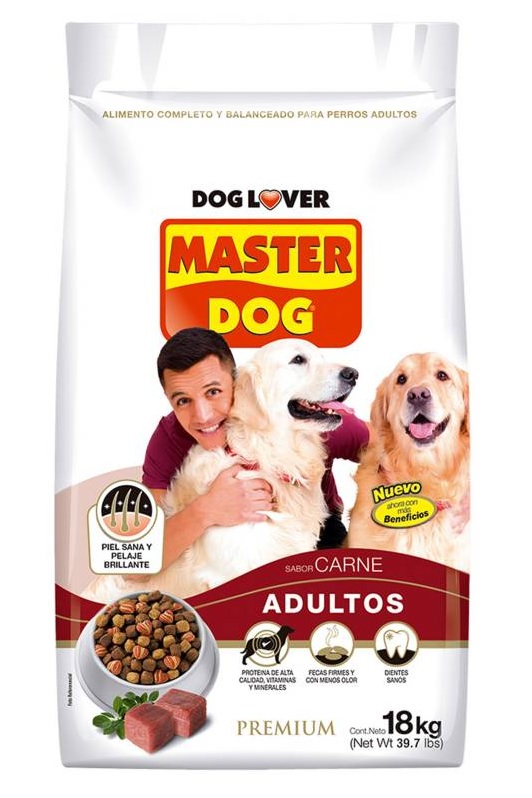 ALIMENTO COMPLETO Y BALANCEADO PARA PERROS ADULTOS
DOG LOVER
MASTER
DOG
Nuevo
ahora con
más
Beneficios
PIEL SANA Y
PELAJE
BRILLANTE
SABOR CARNE
ADULTOS
PROTEINA DE ALTA
CALIDAD, VITAMINAS
Y MINERALES
FECAS FIRMES Y
CON MENOS OLOR
DIENTES
SANOS
Foto Referencial
PREMIUM
Cont.Neto 18kg
(Net Wt 39.7 lbs)